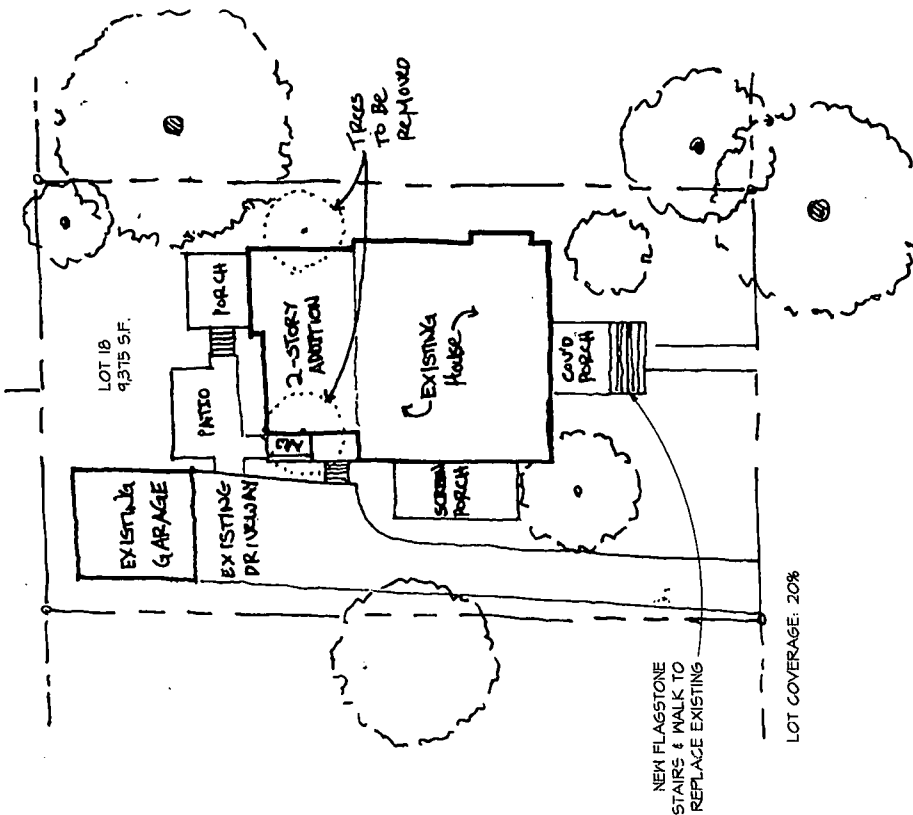 TREES
TO BE
REMOVED
LOT 18
9,375 S.F.
PORCH
2-STORY
ADDITION
PATIO
EXISTING
GARAGE
EXISTING
DRIVEWAY
EXISTING
House
SCREEN
PORCH
COV'D
PORCH
NEW FLAGSTONE
STAIRS & WALK TO
REPLACE EXISTING
LOT COVERAGE: 20%